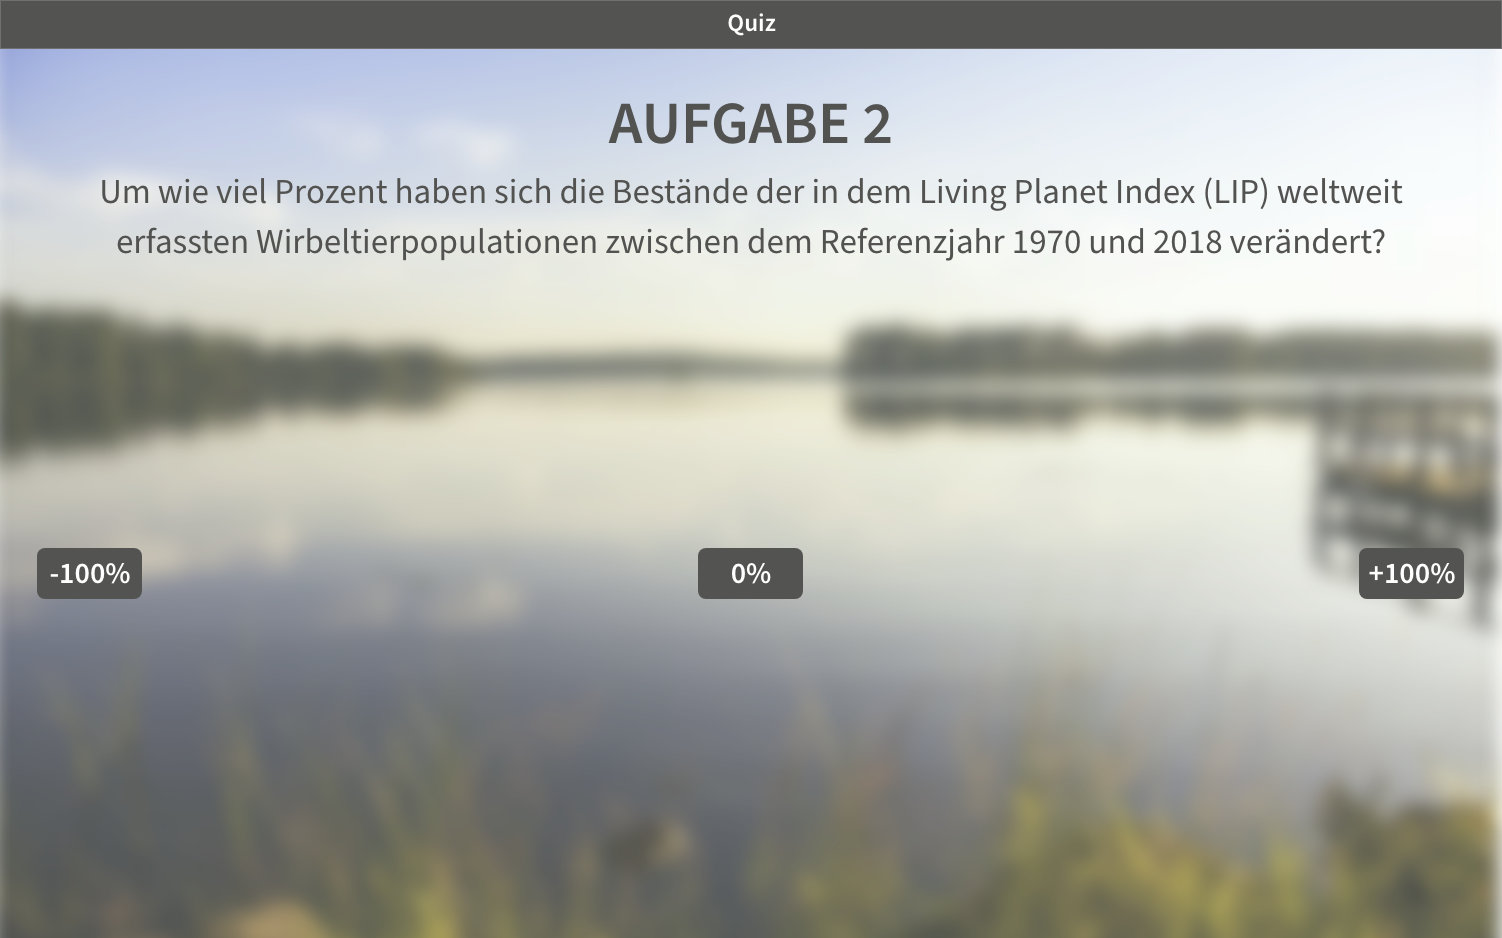 Quiz
AUFGABE 2
Um wie viel Prozent haben sich die Bestände der in dem Living Planet Index (LIP) weltweit
erfassten Wirbeltierpopulationen zwischen dem Referenzjahr 1970 und 2018 verändert?
-100%
0%
+100%